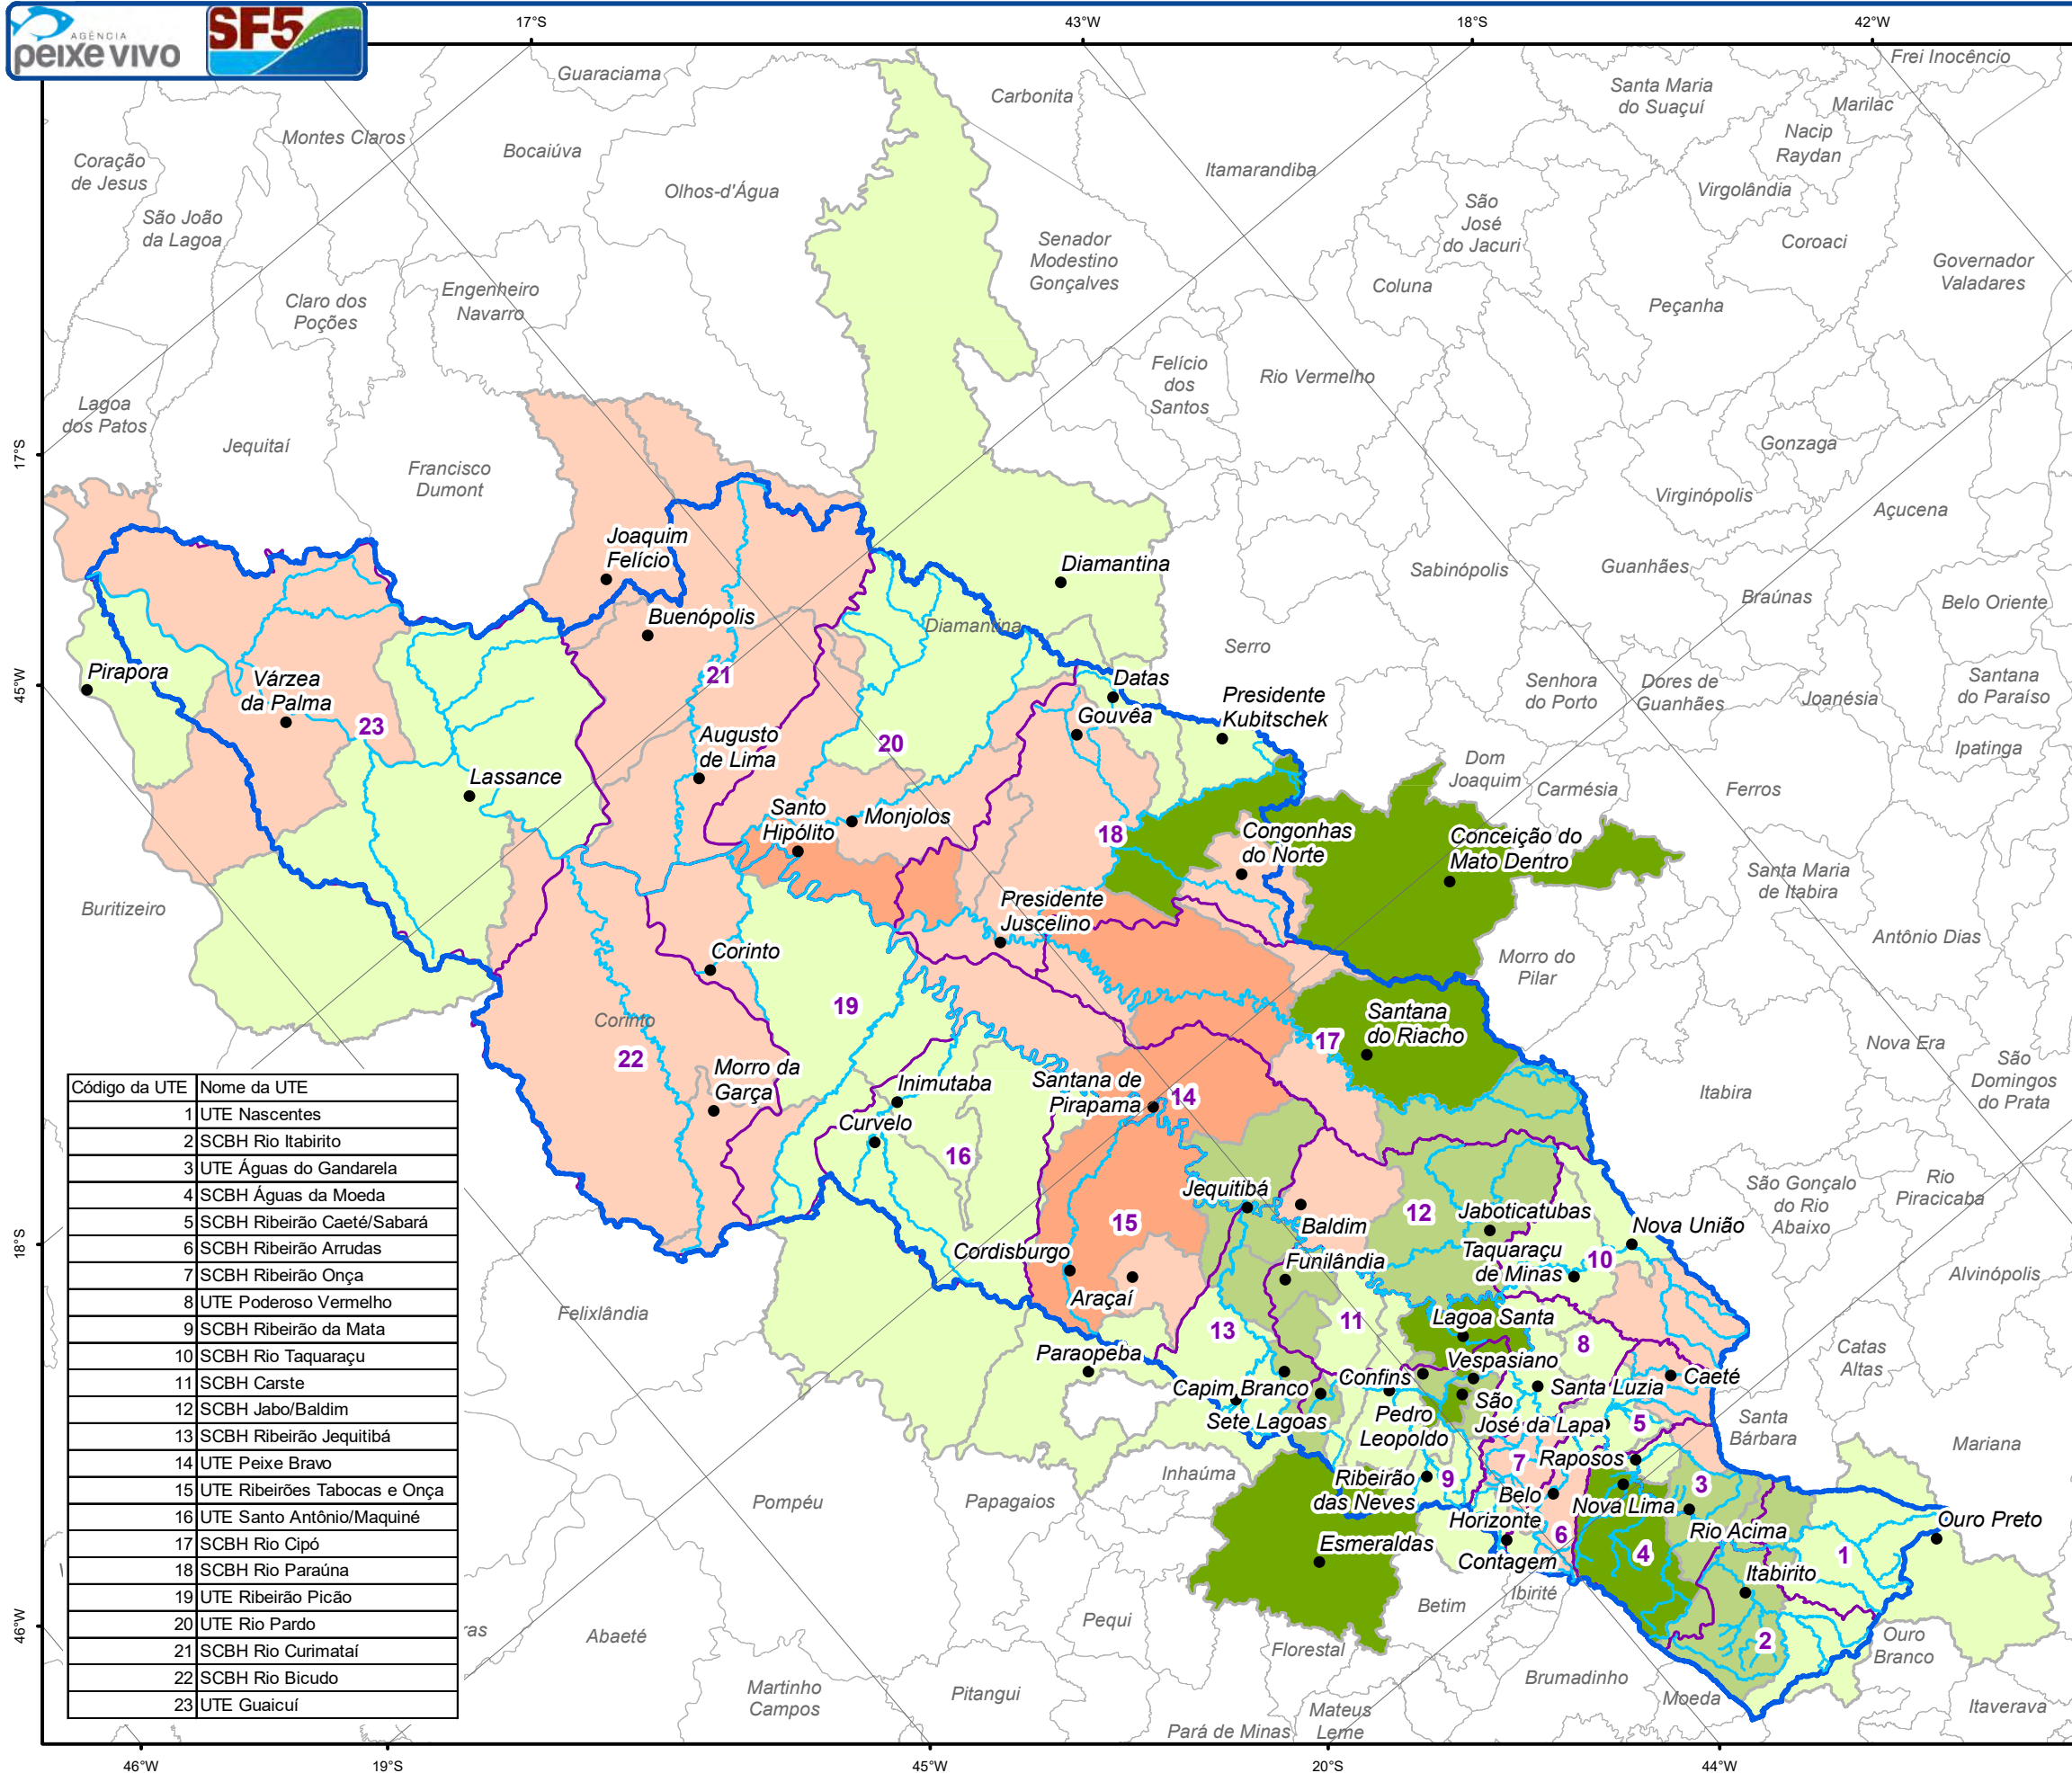 AGÊNCIA
peixe vivo
SF5
17°S
43°W
18°S
42°W
Frei Inocêncio
Guaraciama
Carbonita
Santa Maria
do Suaçuí
Marilac
Montes Claros
Bocaiúva
Nacip
Raydan
Coração
de Jesus
Itamarandiba
Olhos-d'Água
Virgolândia
São João
da Lagoa
São
José
do Jacuri
Senador
Modestino
Gonçalves
Coroaci
Governador
Valadares
Coluna
Engenheiro
Navarro
Claro dos
Poções
Peçanha
Felício
dos
Santos
Rio Vermelho
Lagoa
dos Patos
Jequitaí
Gonzaga
17°S
Francisco
Dumont
Virginópolis
Açucena
Joaquim
Felício
Diamantina
Sabinópolis
Guanhães
Braúnas
Belo Oriente
Buenópolis
Diamantina
Serro
Pirapora
45°W
Várzea
da Palma
21
Datas
Presidente
Kubitschek
Senhora
do Porto
Dores de
Guanhães
Joanésia
Santana
do Paraíso
Gouvêa
23
Augusto
de Lima
20
Ipatinga
Lassance
Dom
Joaquim
Carmésia
Ferros
Santo
Hipólito
Monjolos
18
Congonhas
do Norte
Conceição do
Mato Dentro
Santa Maria
de Itabira
Buritizeiro
Presidente
Juscelino
Antônio Dias
Corinto
Morro do
Pilar
19
Corinto
Santana
do Riacho
22
17
Nova Era
Morro da
Garça
Inimutaba
Santana de
Pirapama
14
Itabira
São
Domingos
do Prata
Curvelo
16
São Gonçalo
do Rio
Abaixo
Rio
Piracicaba
Jequitibá
15
Baldim
12
Jaboticatubas
Nova União
18°S
Cordisburgo
Funilândia
Taquaraçu
de Minas
10
Alvinópolis
Araçaí
Felixlândia
13
11
Lagoa Santa
8
Paraopeba
Catas
Altas
Capim Branco
Confins
Vespasiano
Santa Luzia
Caeté
Sete Lagoas
Pedro
Leopoldo
São
José da Lapa
5
Santa
Bárbara
Mariana
Inhaúma
Ribeirão
das Neves
9
7
Raposos
3
Pompéu
Papagaios
Belo
Horizonte
Nova Lima
Rio Acima
Ouro Preto
Esmeraldas
Contagem
6
4
1
Itabirito
Ibirité
Betim
Pequi
46°W
ras
Abaeté
Florestal
2
Ouro
Branco
Martinho
Campos
Pitangui
Brumadinho
Moeda
Itaverava
Pará de Minas
Mateus
Leme
Código da UTE Nome da UTE
1 UTE Nascentes
2 SCBH Rio Itabirito
3 UTE Águas do Gandarela
4 SCBH Águas da Moeda
5 SCBH Ribeirão Caeté/Sabará
6 SCBH Ribeirão Arrudas
7 SCBH Ribeirão Onça
8 UTE Poderoso Vermelho
9 SCBH Ribeirão da Mata
10 SCBH Rio Taquaraçu
11 SCBH Carste
12 SCBH Jabo/Baldim
13 SCBH Ribeirão Jequitibá
14 UTE Peixe Bravo
15 UTE Ribeirões Tabocas e Onça
16 UTE Santo Antônio/Maquiné
17 SCBH Rio Cipó
18 SCBH Rio Paraúna
19 UTE Ribeirão Picão
20 UTE Rio Pardo
21 SCBH Rio Curimataí
22 SCBH Rio Bicudo
23 UTE Guaicuí
46°W
19°S
45°W
20°S
44°W